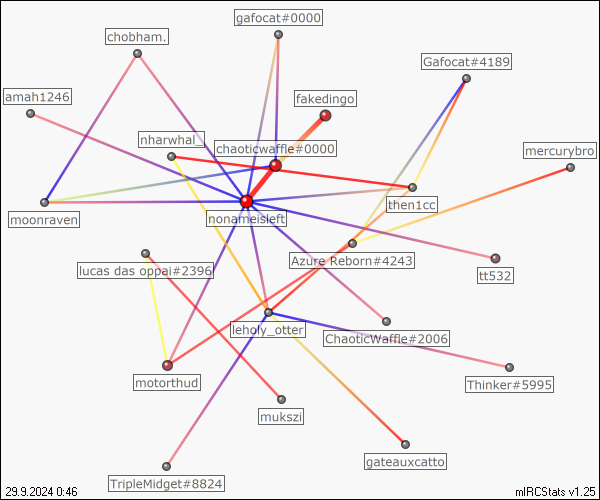 gafocat#0000
chobham.
Gafocat#4189
amah1246
fakedingo
nharwhal_
chaoticwaffle#0000
mercurybro
then1cc
moonraven
nonameisleft
Azure Reborn#4243
lucas das oppai#2396
tt532
leholy_otter
ChaoticWaffle#2006
motorthud
Thinker#5995
mukszi
gateauxcatto
TripleMidget#8824
29.9.2024 0:46
mIRCStats v1.25